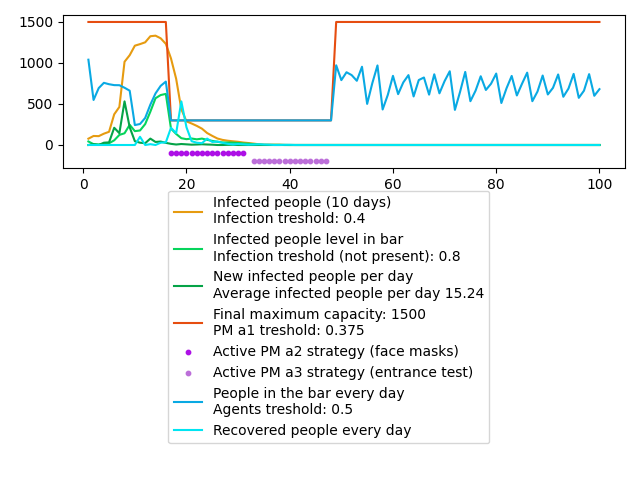 1500
1000
500
0
0
20
40
60
80
100
Infected people (10 days)
Infection treshold: 0.4
Infected people level in bar
Infection treshold (not present): 0.8
New infected people per day
Average infected people per day 15.24
Final maximum capacity: 1500
PM a1 treshold: 0.375
Active PM a2 strategy (face masks)
Active PM a3 strategy (entrance test)
People in the bar every day
Agents treshold: 0.5
Recovered people every day